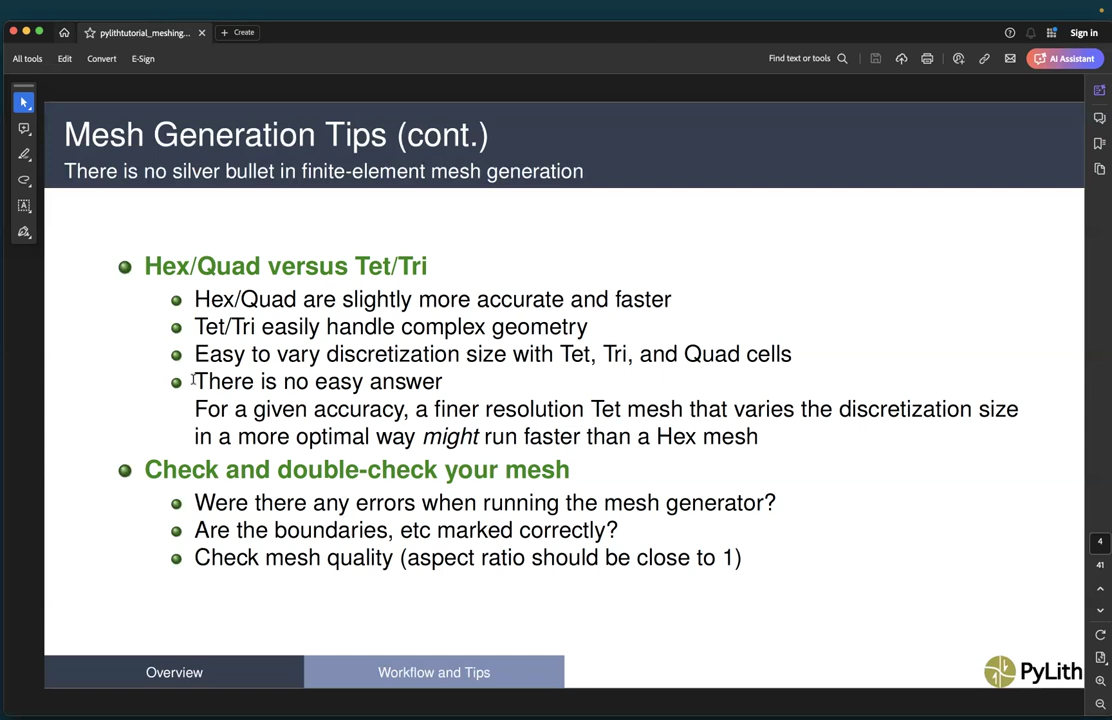 pylithtutorial_meshing...
Create
Sign in
All tools
Edit
Convert
E-Sign
Find text or tools
AI Assistant
Mesh Generation Tips (cont.)
There is no silver bullet in finite-element mesh generation
Hex/Quad versus Tet/Tri
Hex/Quad are slightly more accurate and faster
Tet/Tri easily handle complex geometry
Easy to vary discretization size with Tet, Tri, and Quad cells
There is no easy answer
For a given accuracy, a finer resolution Tet mesh that varies the discretization size
in a more optimal way might run faster than a Hex mesh
Check and double-check your mesh
Were there any errors when running the mesh generator?
Are the boundaries, etc marked correctly?
Check mesh quality (aspect ratio should be close to 1)
4
41
Overview
Workflow and Tips
PyLith